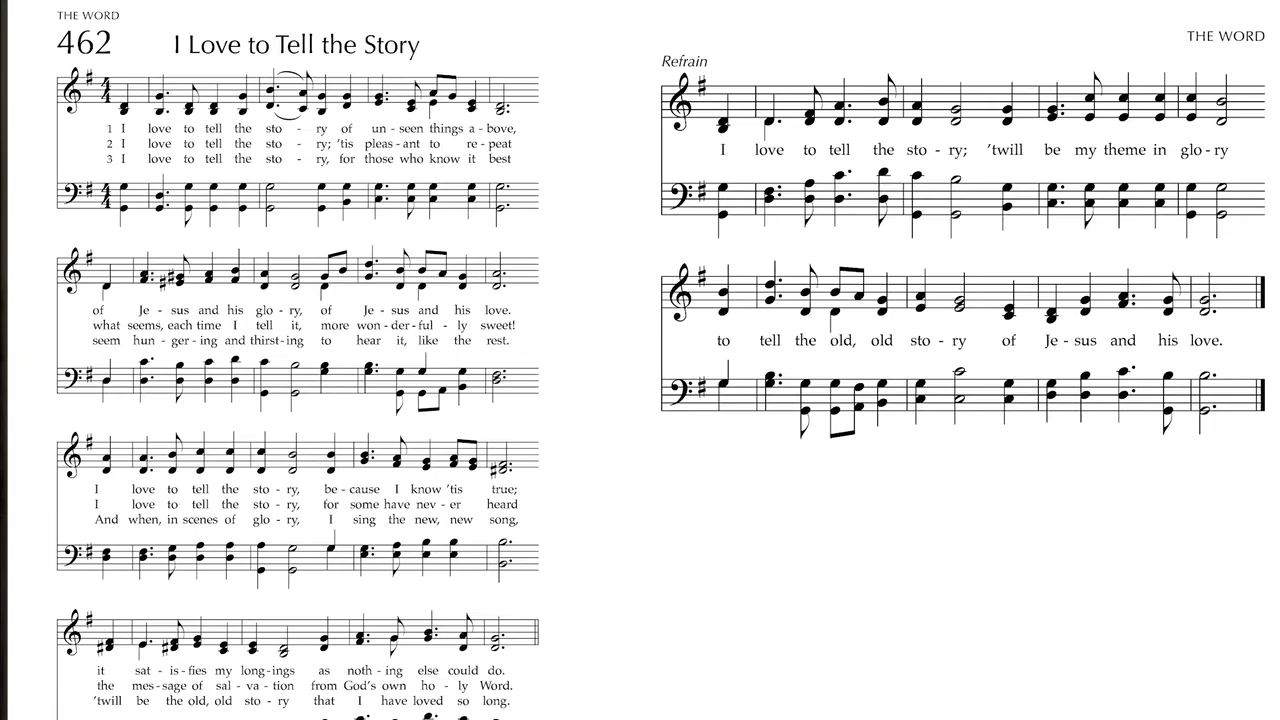 THE WORD
462 I Love to Tell the Story
1 I love to tell the sto - ry of un - seen things a - bove,
2 I love to tell the sto - ry; 'tis pleas - ant to re - peat
3 I love to tell the sto - ry, for those who know it best
of Je - sus and his glo - ry, of Je - sus and his love.
what seems, each time I tell it, more won - der - ful - ly sweet!
seem hun - ger - ing and thirst - ing to hear it, like the rest.
I love to tell the sto - ry, be - cause I know 'tis true;
I love to tell the sto - ry, for some have nev - er heard
And when, in scenes of glo - ry, I sing the new, new song,
it sat - is - fies my long - ings as noth - ing else could do.
the mes - sage of sal - va - tion from God's own ho - ly Word.
'twill be the old, old sto - ry that I have loved so long.
THE WORD
Refrain
I love to tell the sto - ry; 'twill be my theme in glo - ry
to tell the old, old sto - ry of Je - sus and his love.